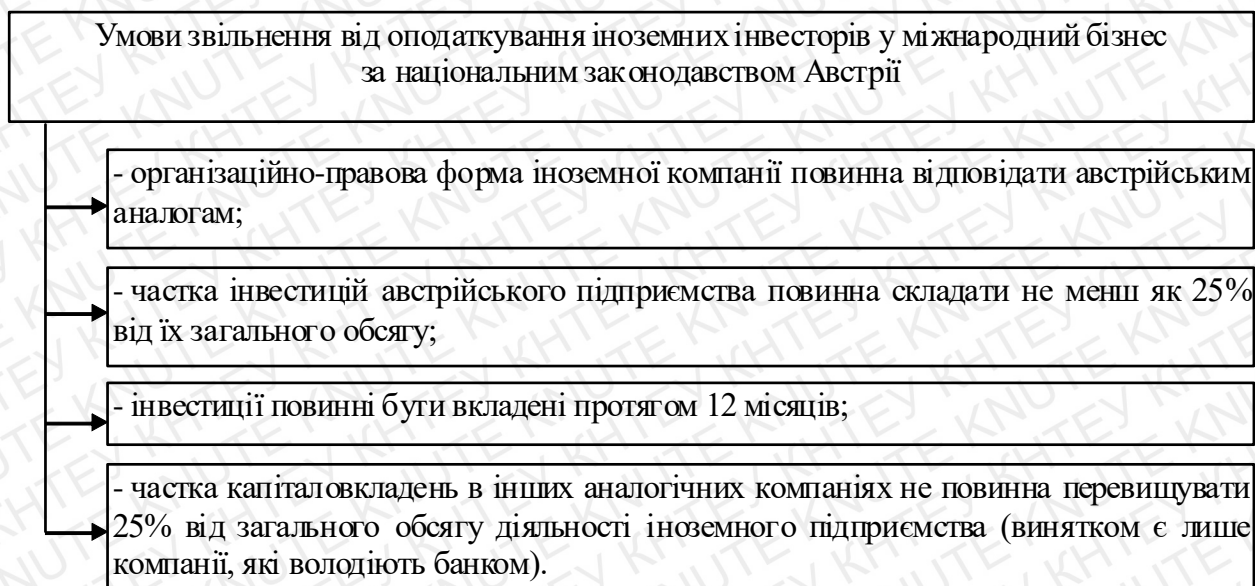 Умови звільнення від оподаткування іноземних інвесторів у міжнародний бізнес
за національним законодавством Австрії
- організаційно-правова форма іноземної компанії повинна відповідати австрійським
аналогам;
- частка інвестицій австрійського підприємства повинна складати не менш як 25%
від їх загального обсягу;
- інвестиції повинні бути вкладені протягом 12 місяців;
- частка капіталовкладень в інших аналогічних компаніях не повинна перевищувати
25% від загального обсягу діяльності іноземного підприємства (винятком є лише
компанії, які володіють банком).